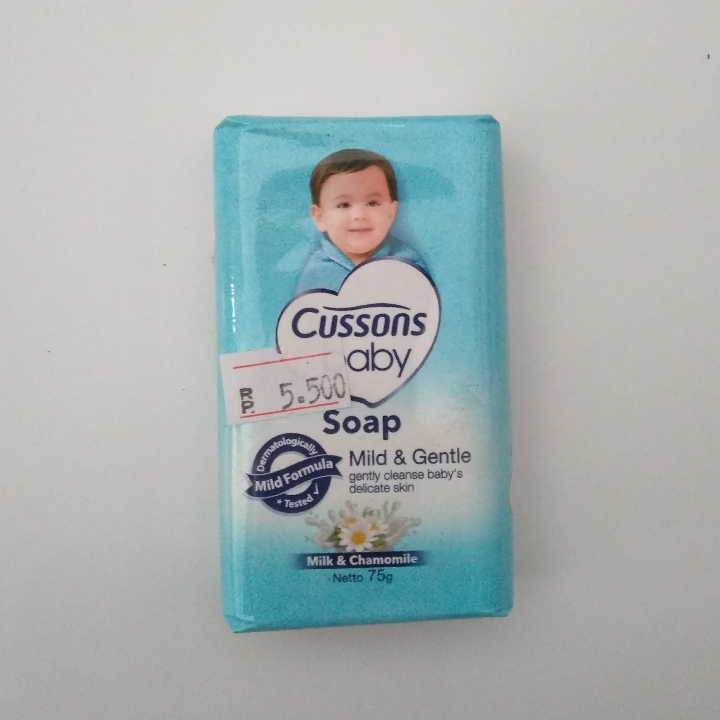 Cussons
aby
RP. 5.500
Soap
Dermatologically
Mild Formula
* Tested ✓
Mild & Gentle
gently cleanse baby's
delicate skin
Milk & Chamomile
Netto 75g